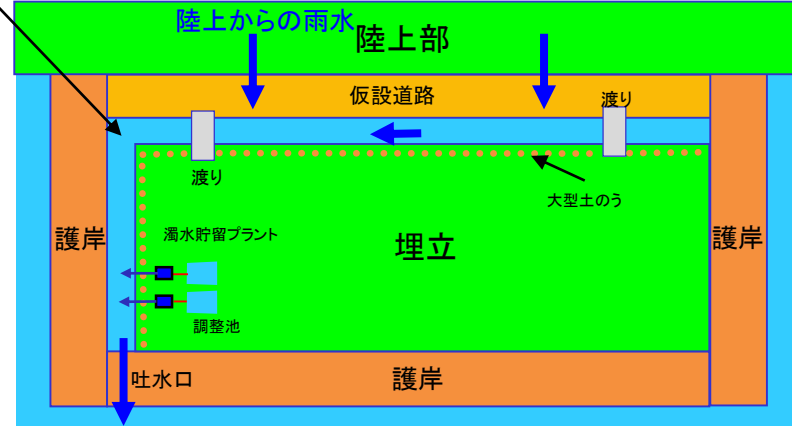 陸上からの雨水
陸上部
仮設道路
渡り
渡り
大型土のう
護岸
濁水貯留プラント
埋立
護岸
調整池
吐水口
護岸